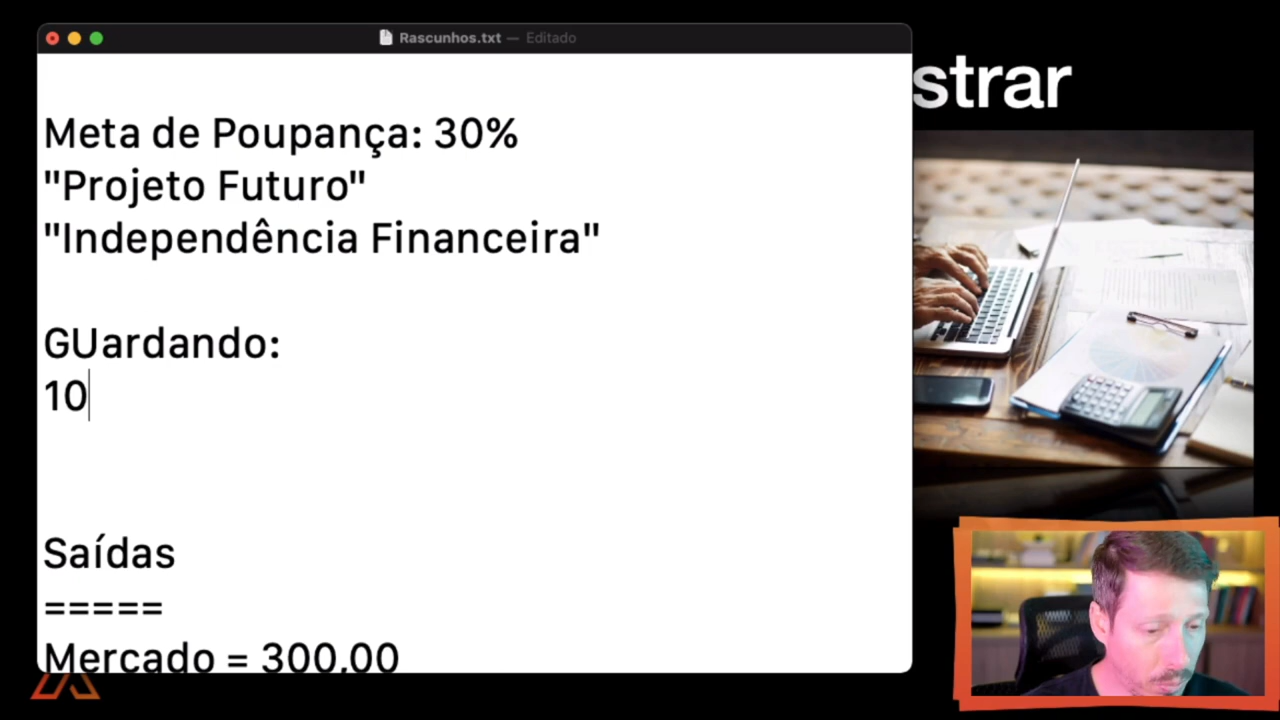 Rascunhos.txt — Editado
strar
Meta de Poupança: 30%
"Projeto Futuro"
"Independência Financeira"
GUardando:
10
Saídas
=====
Mercado = 300,00